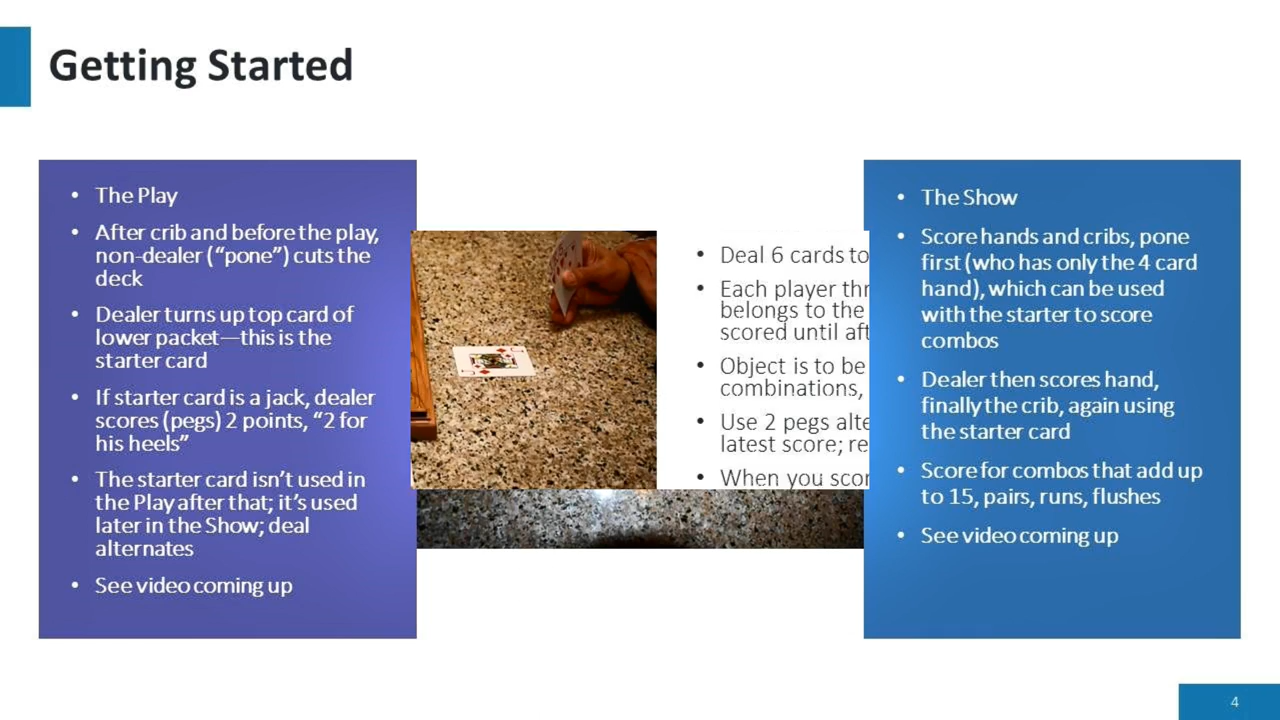 Getting Started
• The Play
• After crib and before the play,
non-dealer (“pone”) cuts the
deck
• Dealer turns up top card of
lower packet—this is the
starter card
• If starter card is a jack, dealer
scores (pegs) 2 points, “2 for
his heels”
• The starter card isn’t used in
the Play after that; it’s used
later in the Show; deal
alternates
• See video coming up
• Deal 6 cards to
• Each player thr
belongs to the
scored until aft
• Object is to be
combinations,
• Use 2 pegs alte
latest score; re
• When you scor
• The Show
• Score hands and cribs, pone
first (who has only the 4 card
hand), which can be used
with the starter to score
combos
• Dealer then scores hand,
finally the crib, again using
the starter card
• Score for combos that add up
to 15, pairs, runs, flushes
• See video coming up
4